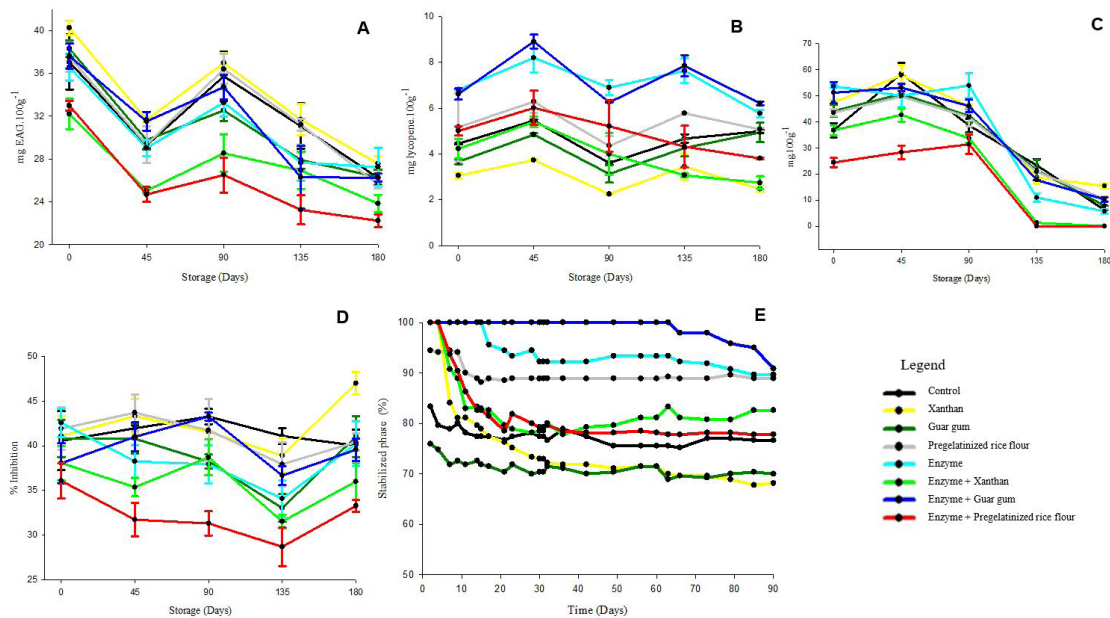 A
mg EAG.100g-1
40
36
32
28
24
20
0 45 90 135 180
Storage (Days)
B
mg lycopene.100g-1
10
8
6
4
2
0
0 45 90 135 180
Storage (Days)
C
mg.100g-1
70
60
50
40
30
20
10
0
0 45 90 135 180
Storage (Days)
D
% Inhibition
50
45
40
35
30
25
0 45 90 135 180
Storage (Days)
E
Stabilized phase (%)
100
90
80
70
60
50
0 10 20 30 40 50 60 70 80 90
Time (Days)
Legend
Control
Xanthan
Guar gum
Pregelatinized rice flour
Enzyme
Enzyme + Xanthan
Enzyme + Guar gum
Enzyme + Pregelatinized rice flour